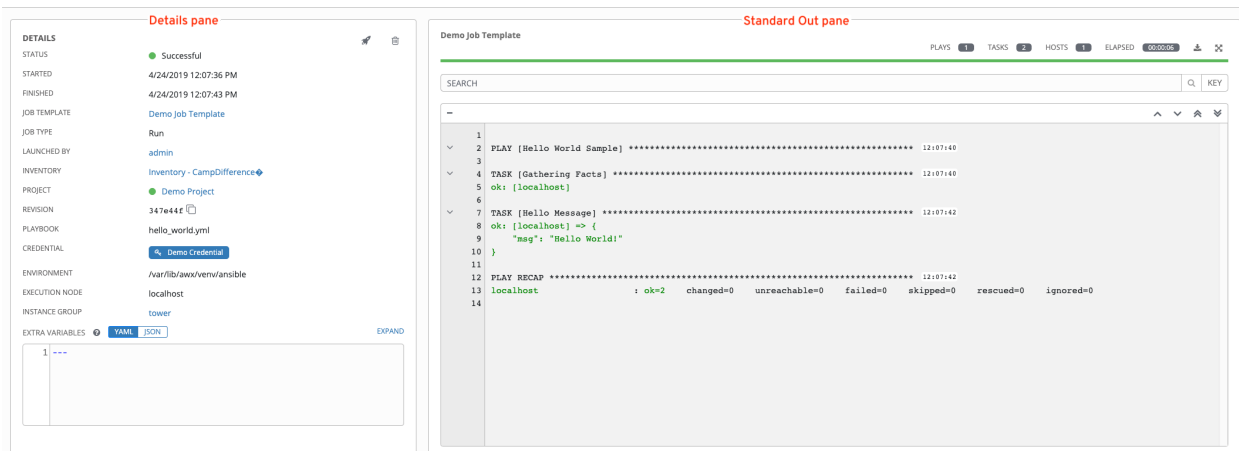 Details pane
DETAILS
STATUS Successful
STARTED 4/24/2019 12:07:36 PM
FINISHED 4/24/2019 12:07:43 PM
JOB TEMPLATE Demo Job Template
JOB TYPE Run
LAUNCHED BY admin
INVENTORY Inventory - CampDifference�
PROJECT Demo Project
REVISION 347e44f
PLAYBOOK hello_world.yml
CREDENTIAL Demo Credential
ENVIRONMENT /var/lib/awx/venv/ansible
EXECUTION NODE localhost
INSTANCE GROUP tower
EXTRA VARIABLES ? YAML JSON EXPAND
1 ---
Standard Out pane
Demo Job Template
PLAYS 1 TASKS 2 HOSTS 1 ELAPSED 00:00:06
SEARCH KEY
1
2 PLAY [Hello World Sample] ****************************************************** 12:07:40
3
4 TASK [Gathering Facts] ********************************************************* 12:07:40
5 ok: [localhost]
6
7 TASK [Hello Message] *********************************************************** 12:07:42
8 ok: [localhost] => {
9     "msg": "Hello World!"
10 }
11
12 PLAY RECAP ********************************************************************* 12:07:42
13 localhost                  : ok=2    changed=0    unreachable=0    failed=0    skipped=0    rescued=0    ignored=0
14